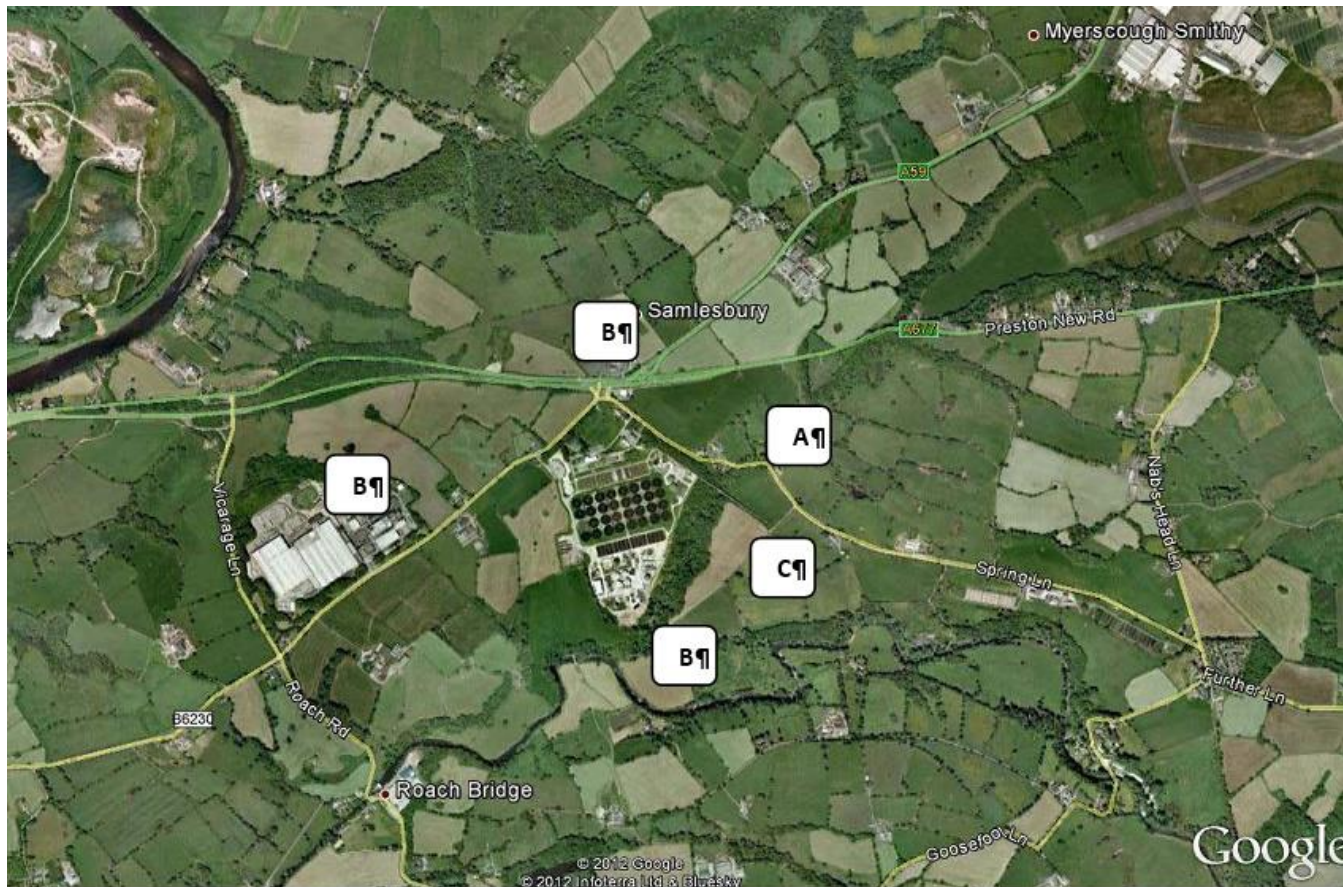 Myerscough Smithy
A59
Samlesbury
B¶
A677
Preston New Rd
A¶
B¶
Vicarage Ln
Nab's Head Ln
C¶
Spring Ln
B¶
Further Ln
Roach Rd
B6230
Roach Bridge
Goosefoot Ln
Google
© 2012 Google
© 2012 Infoterra Ltd & Bluesky